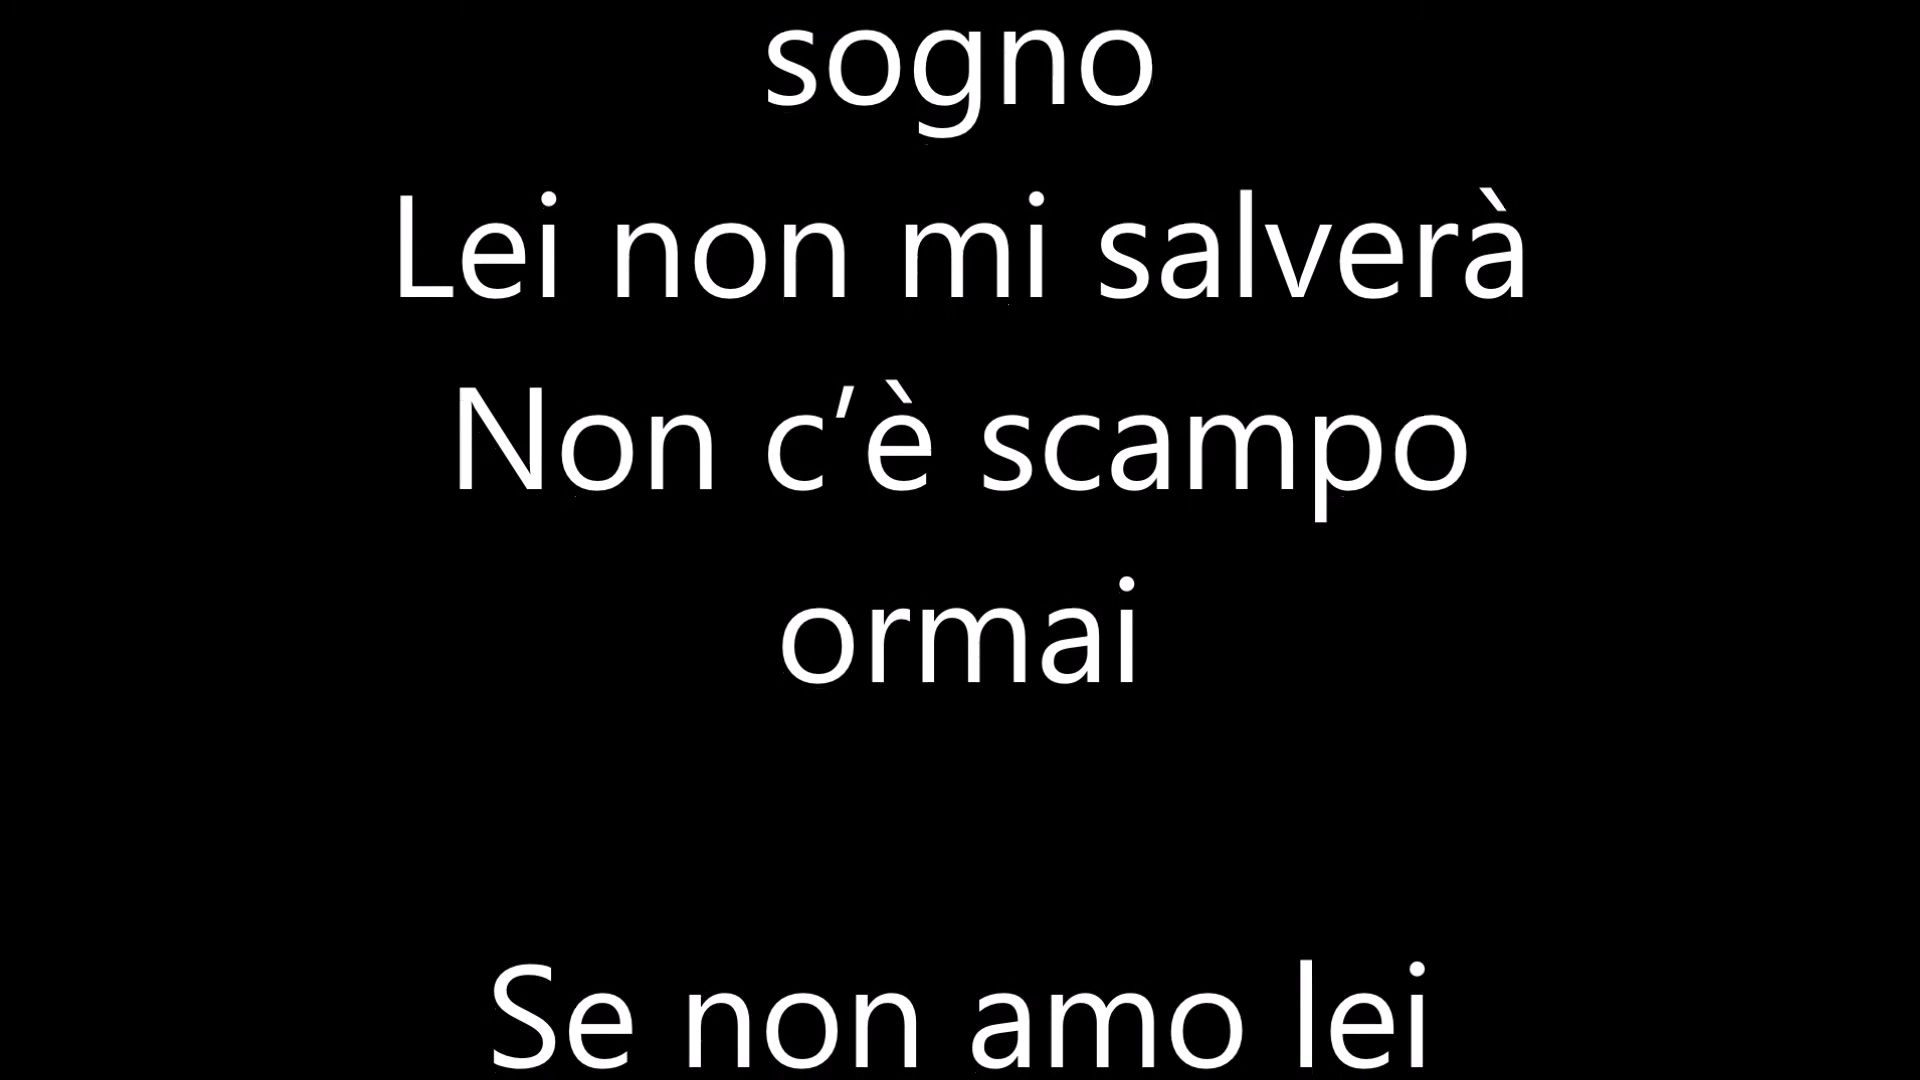 sogno
Lei non mi salverà
Non c’è scampo
ormai
Se non amo lei